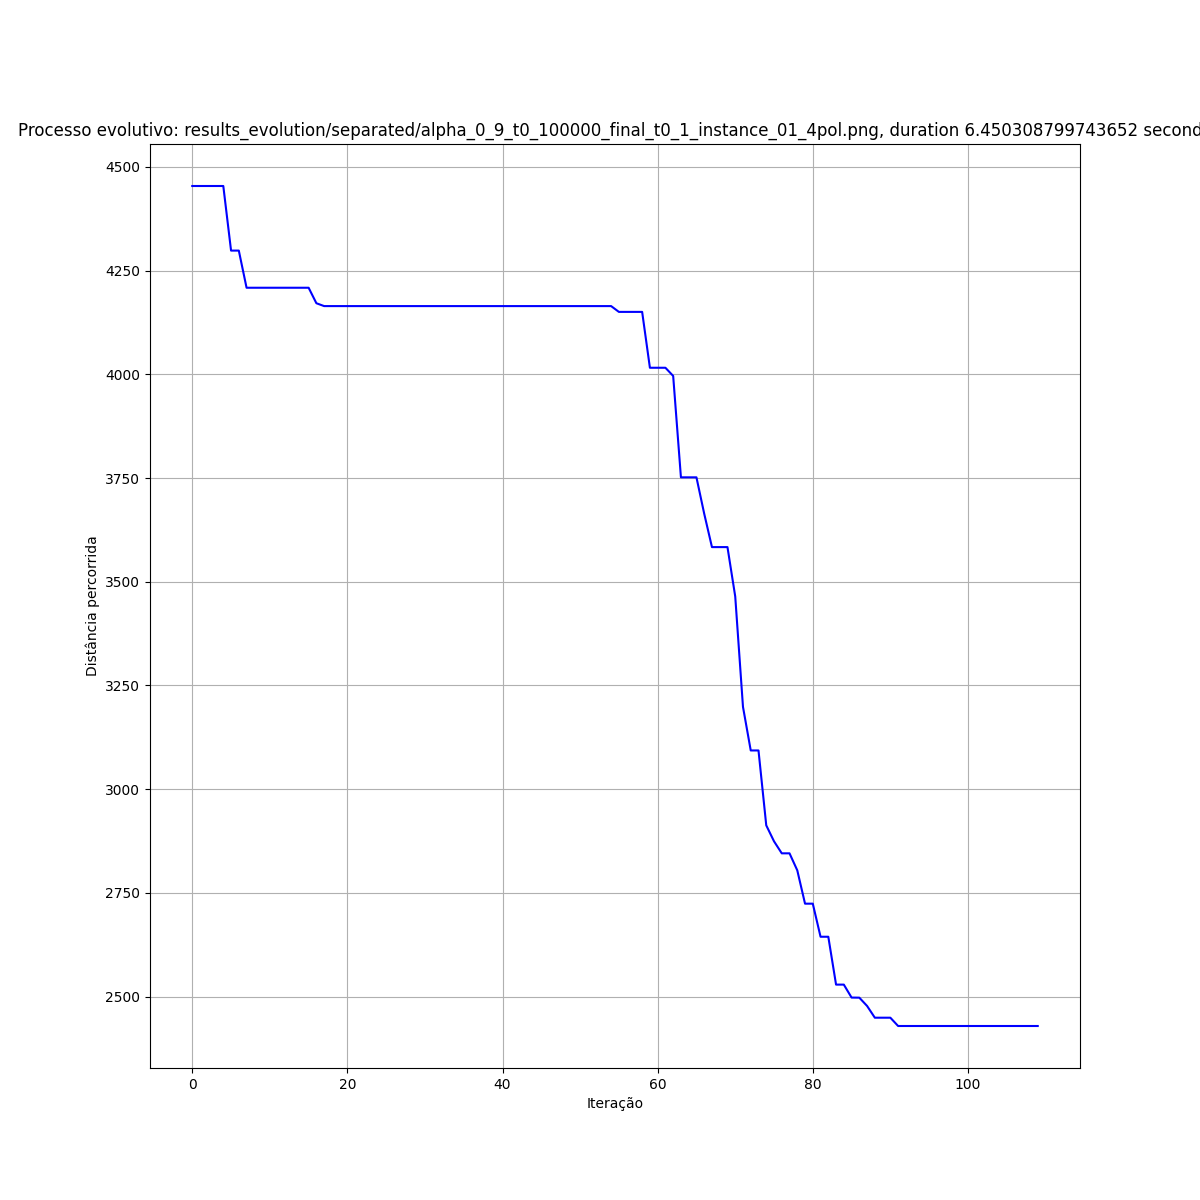 Processo evolutivo: results_evolution/separated/alpha_0_9_t0_100000_final_t0_1_instance_01_4pol.png, duration 6.450308799743652 second
4500
4250
4000
3750
3500
3250
3000
2750
2500
Distância percorrida
0 20 40 60 80 100
Iteração